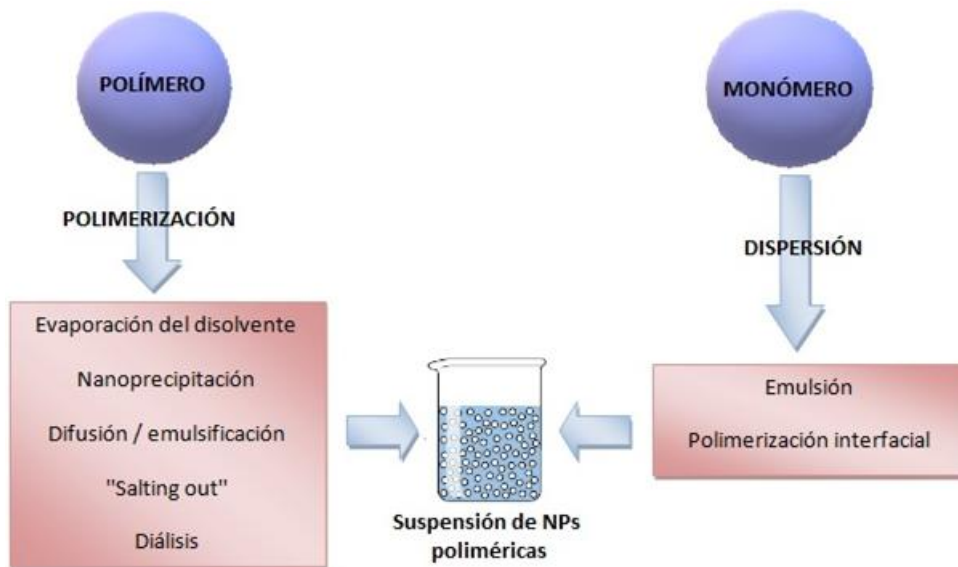 POLÍMERO
POLIMERIZACIÓN
Evaporación del disolvente
Nanoprecipitación
Difusión / emulsificación
"Salting out"
Diálisis
MONÓMERO
DISPERSIÓN
Emulsión
Polimerización interfacial
Suspensión de NPs
poliméricas